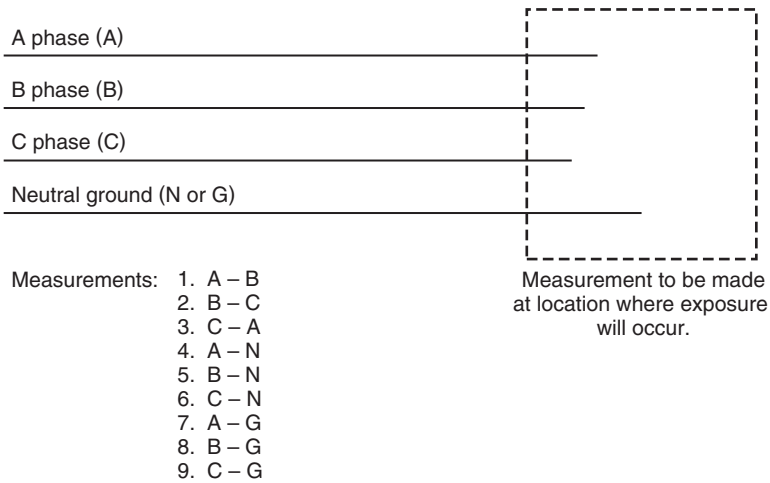 A phase (A)
B phase (B)
C phase (C)
Neutral ground (N or G)
Measurements: 1. A – B
2. B – C
3. C – A
4. A – N
5. B – N
6. C – N
7. A – G
8. B – G
9. C – G
Measurement to be made
at location where exposure
will occur.